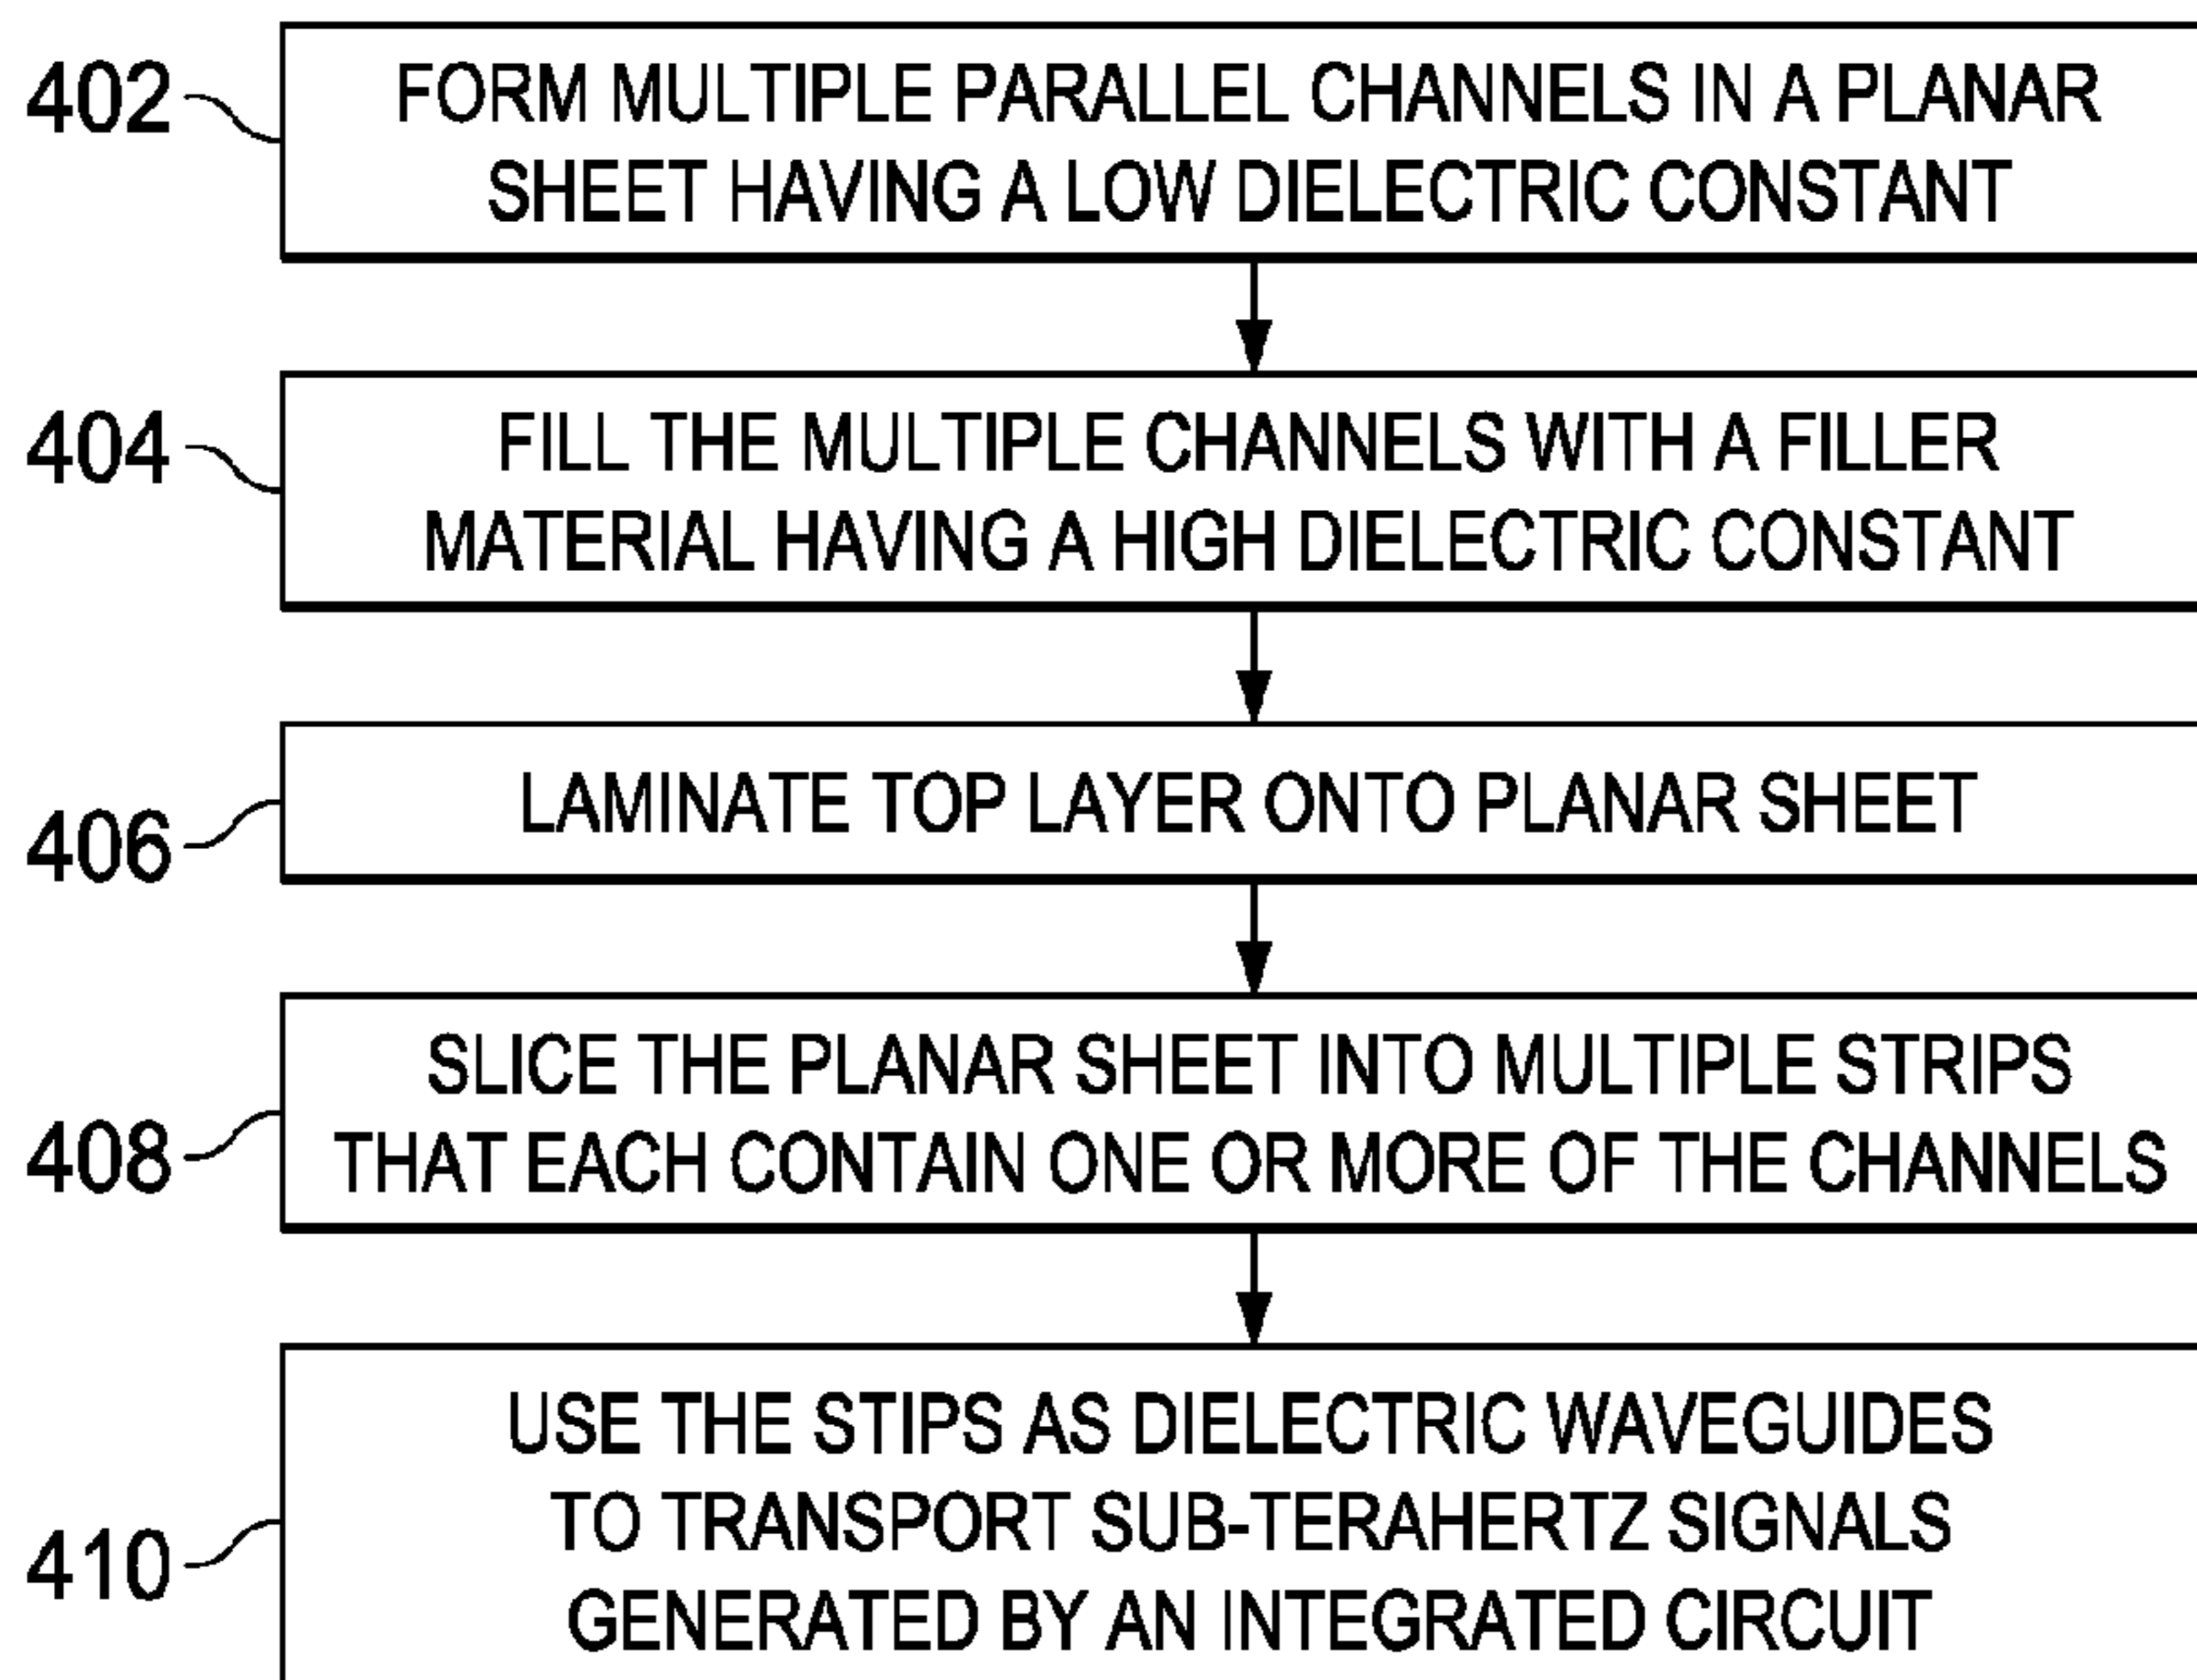 402
FORM MULTIPLE PARALLEL CHANNELS IN A PLANAR
SHEET HAVING A LOW DIELECTRIC CONSTANT
404
FILL THE MULTIPLE CHANNELS WITH A FILLER
MATERIAL HAVING A HIGH DIELECTRIC CONSTANT
406
LAMINATE TOP LAYER ONTO PLANAR SHEET
408
SLICE THE PLANAR SHEET INTO MULTIPLE STRIPS
THAT EACH CONTAIN ONE OR MORE OF THE CHANNELS
410
USE THE STIPS AS DIELECTRIC WAVEGUIDES
TO TRANSPORT SUB-TERAHERTZ SIGNALS
GENERATED BY AN INTEGRATED CIRCUIT